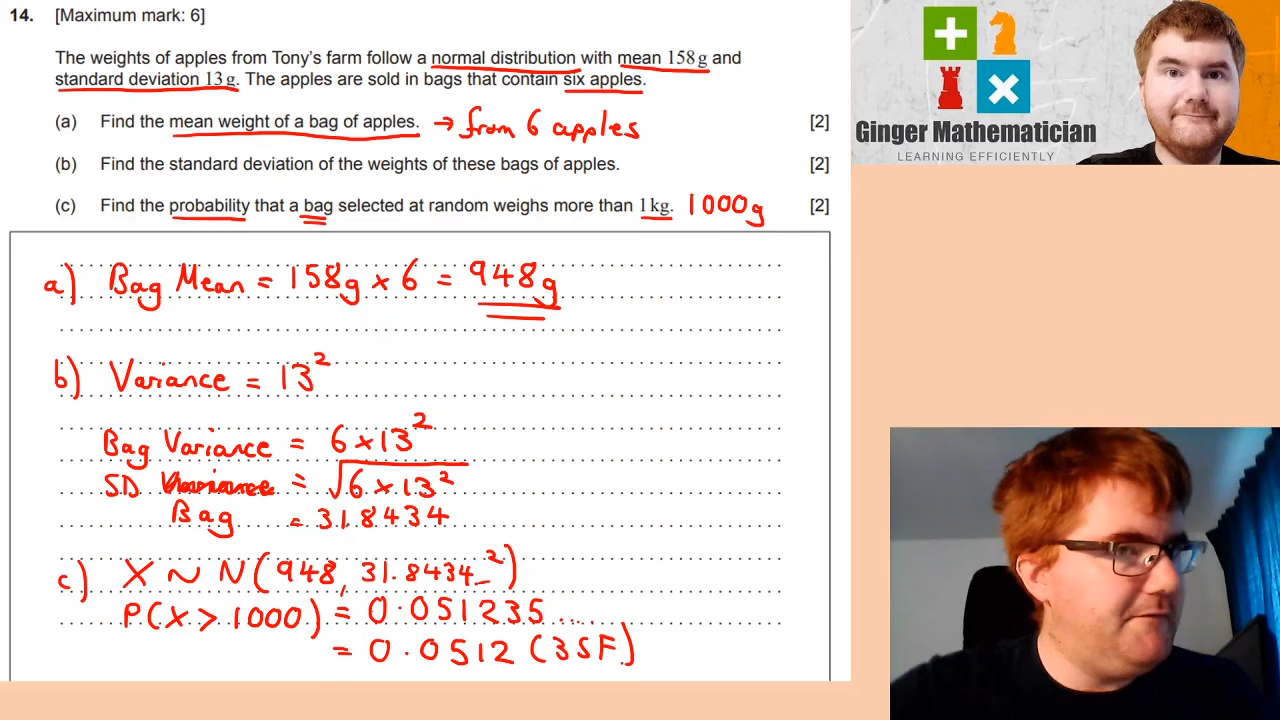 14. [Maximum mark: 6]
The weights of apples from Tony's farm follow a normal distribution with mean 158 g and
standard deviation 13 g. The apples are sold in bags that contain six apples.
(a) Find the mean weight of a bag of apples. → from 6 apples [2]
(b) Find the standard deviation of the weights of these bags of apples. [2]
(c) Find the probability that a bag selected at random weighs more than 1 kg. 1000g [2]
Ginger Mathematician
LEARNING EFFICIENTLY
a) Bag Mean = 158g × 6 = 948g
b) Variance = 13²
Bag Variance = 6 × 13²
SD Variance = √6 × 13²
Bag = 31.8434
c) X ~ N(948, 31.8434_²)
P(X > 1000) = 0.051235....
= 0.0512 (3SF)